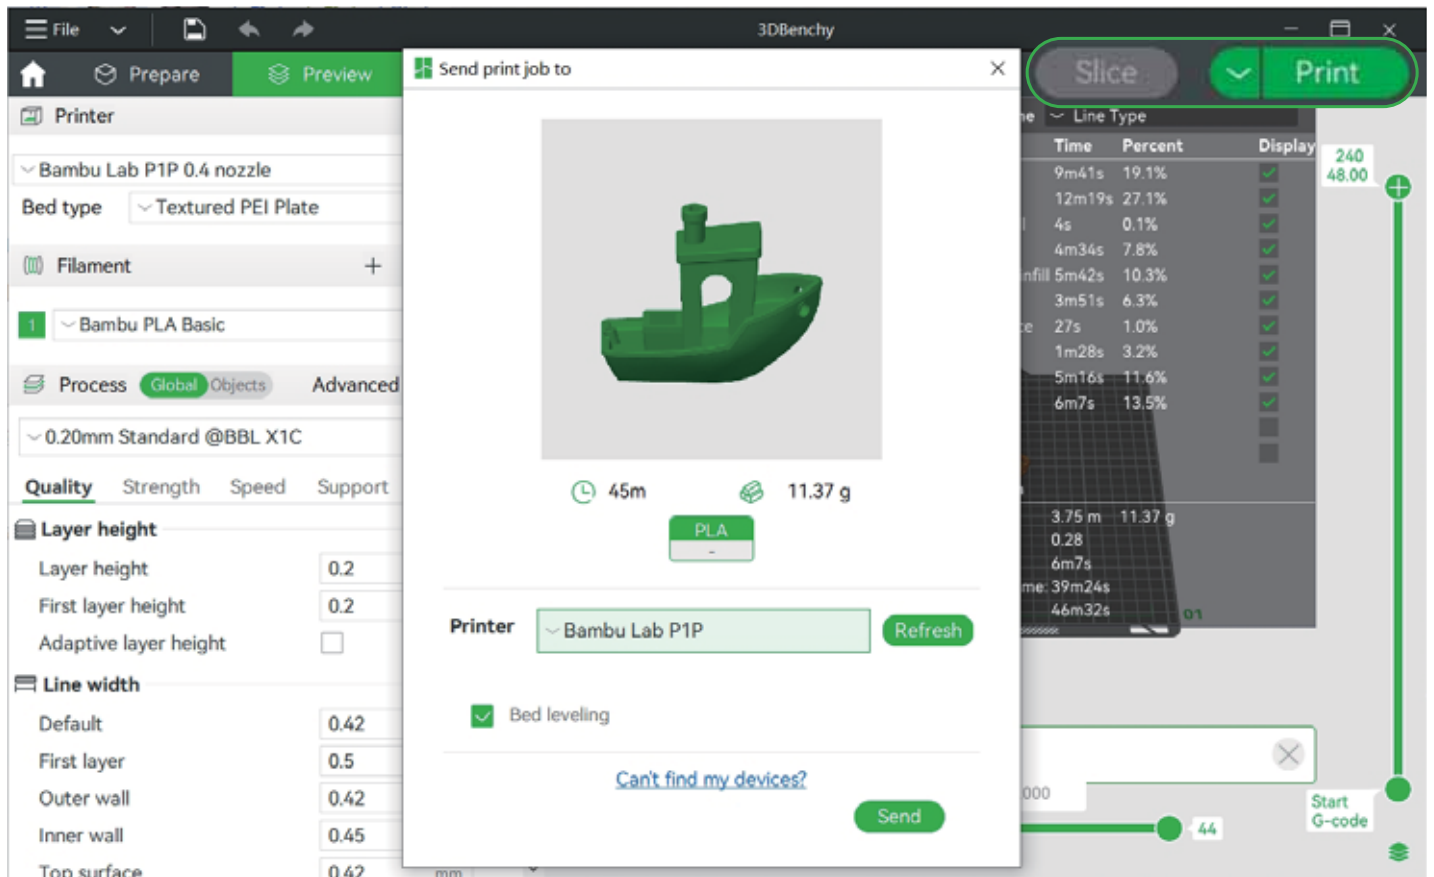 File
3DBenchy
Prepare
Preview
Slice
Print
Printer
Bambu Lab P1P 0.4 nozzle
Bed type
Textured PEI Plate
Filament
1
Bambu PLA Basic
Process
Global
Objects
Advanced
0.20mm Standard @BBL X1C
Quality
Strength
Speed
Support
Layer height
Layer height
0.2
First layer height
0.2
Adaptive layer height
Line width
Default
0.42
First layer
0.5
Outer wall
0.42
Inner wall
0.45
Top surface
0.42
mm
Send print job to
45m
11.37 g
PLA
-
Printer
Bambu Lab P1P
Refresh
Bed leveling
Can't find my devices?
Send
Line Type
Time Percent Display
9m41s 19.1%
12m19s 27.1%
4s 0.1%
4m34s 7.8%
nfill 5m42s 10.3%
3m51s 6.3%
27s 1.0%
1m28s 3.2%
5m16s 11.6%
6m7s 13.5%
3.75 m 11.37 g
0.28
6m7s
me: 39m24s
46m32s
01
240
48.00
000
44
Start
G-code